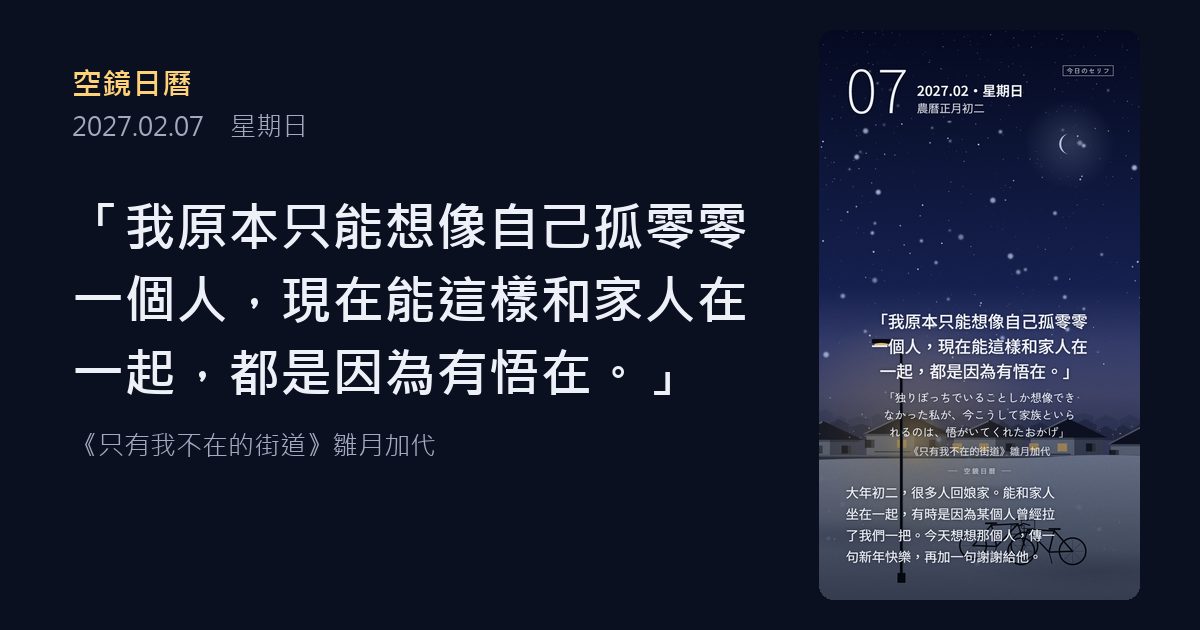 空鏡日曆
2027.02.07 星期日
「我原本只能想像自己孤零零
一個人，現在能這樣和家人在
一起，都是因為有悟在。」
《只有我不在的街道》雛月加代
07
2027.02・星期日
農曆正月初二
今日のセリフ
「我原本只能想像自己孤零零
一個人，現在能這樣和家人在
一起，都是因為有悟在。」
「独りぼっちでいることしか想像でき
なかった私が、今こうして家族といら
れるのは、悟がいてくれたおかげ」
《只有我不在的街道》雛月加代
— 空鏡日曆 —
大年初二，很多人回娘家。能和家人
坐在一起，有時是因為某個人曾經拉
了我們一把。今天想想那個人，傳一
句新年快樂，再加一句謝謝給他。